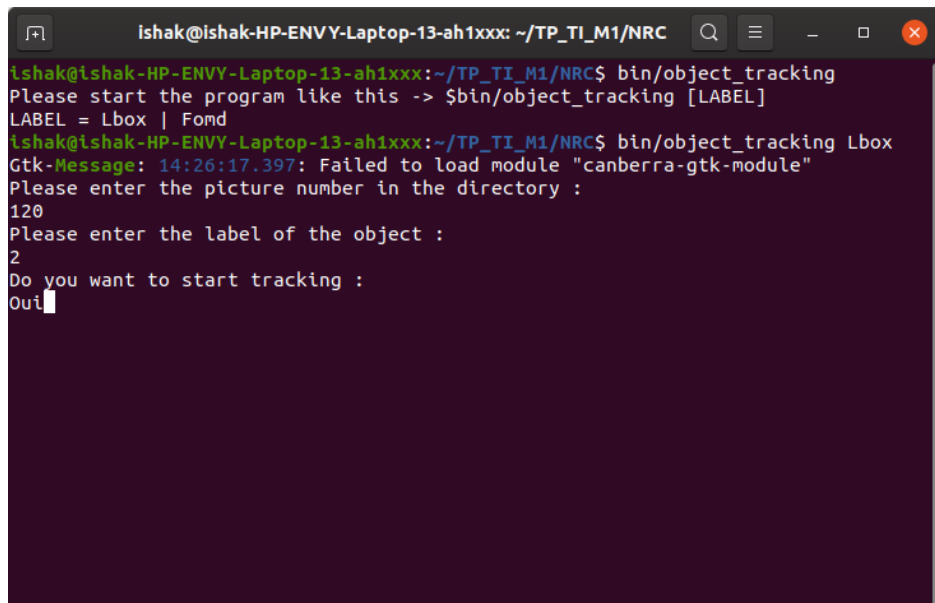 ishak@ishak-HP-ENVY-Laptop-13-ah1xxx: ~/TP_TI_M1/NRC
ishak@ishak-HP-ENVY-Laptop-13-ah1xxx:~/TP_TI_M1/NRC$ bin/object_tracking
Please start the program like this -> $bin/object_tracking [LABEL]
LABEL = Lbox | Fomd
ishak@ishak-HP-ENVY-Laptop-13-ah1xxx:~/TP_TI_M1/NRC$ bin/object_tracking Lbox
Gtk-Message: 14:26:17.397: Failed to load module "canberra-gtk-module"
Please enter the picture number in the directory :
120
Please enter the label of the object :
2
Do you want to start tracking :
Oui